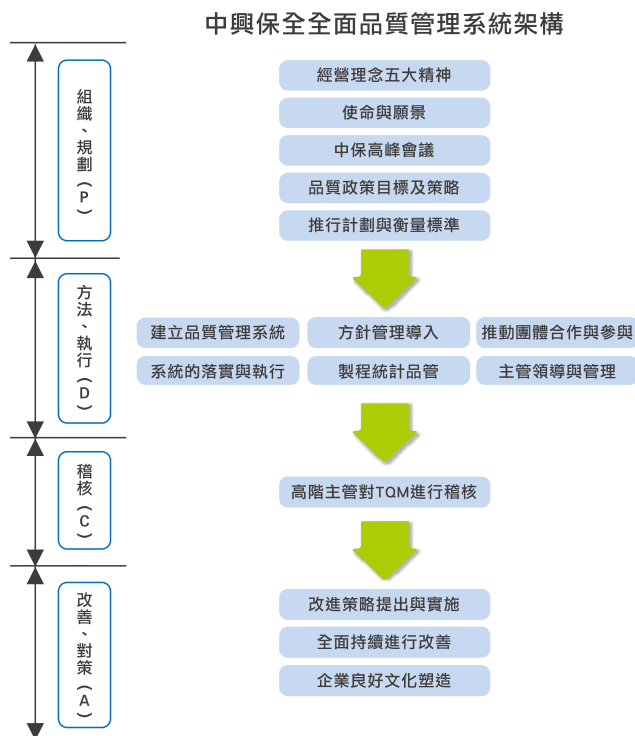 中興保全全面品質管理系統架構
組織、規劃(P)
經營理念五大精神
使命與願景
中保高峰會議
品質政策目標及策略
推行計劃與衡量標準
方法、執行(D)
建立品質管理系統
方針管理導入
推動團體合作與參與
系統的落實與執行
製程統計品管
主管領導與管理
稽核(C)
高階主管對TQM進行稽核
改善、對策(A)
改進策略提出與實施
全面持續進行改善
企業良好文化塑造